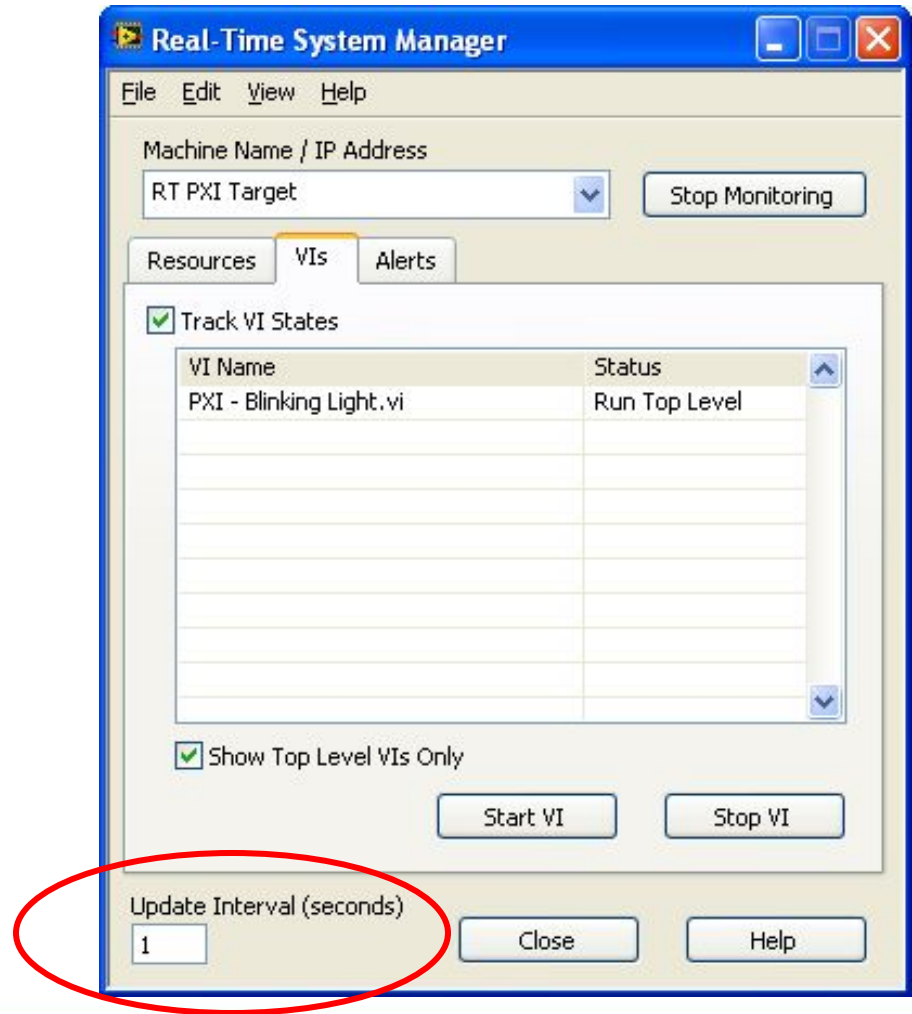 Real-Time System Manager
File Edit View Help
Machine Name / IP Address
RT PXI Target
Stop Monitoring
Resources VIs Alerts
Track VI States
VI Name Status
PXI - Blinking Light.vi Run Top Level
Show Top Level VIs Only
Start VI Stop VI
Update Interval (seconds)
1 Close Help